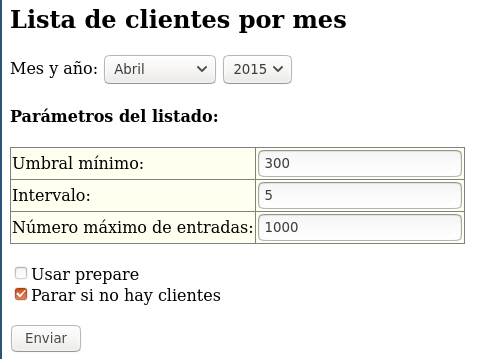 Lista de clientes por mes
Mes y año: Abril 2015
Parámetros del listado:
Umbral mínimo: 300
Intervalo: 5
Número máximo de entradas: 1000
Usar prepare
Parar si no hay clientes
Enviar